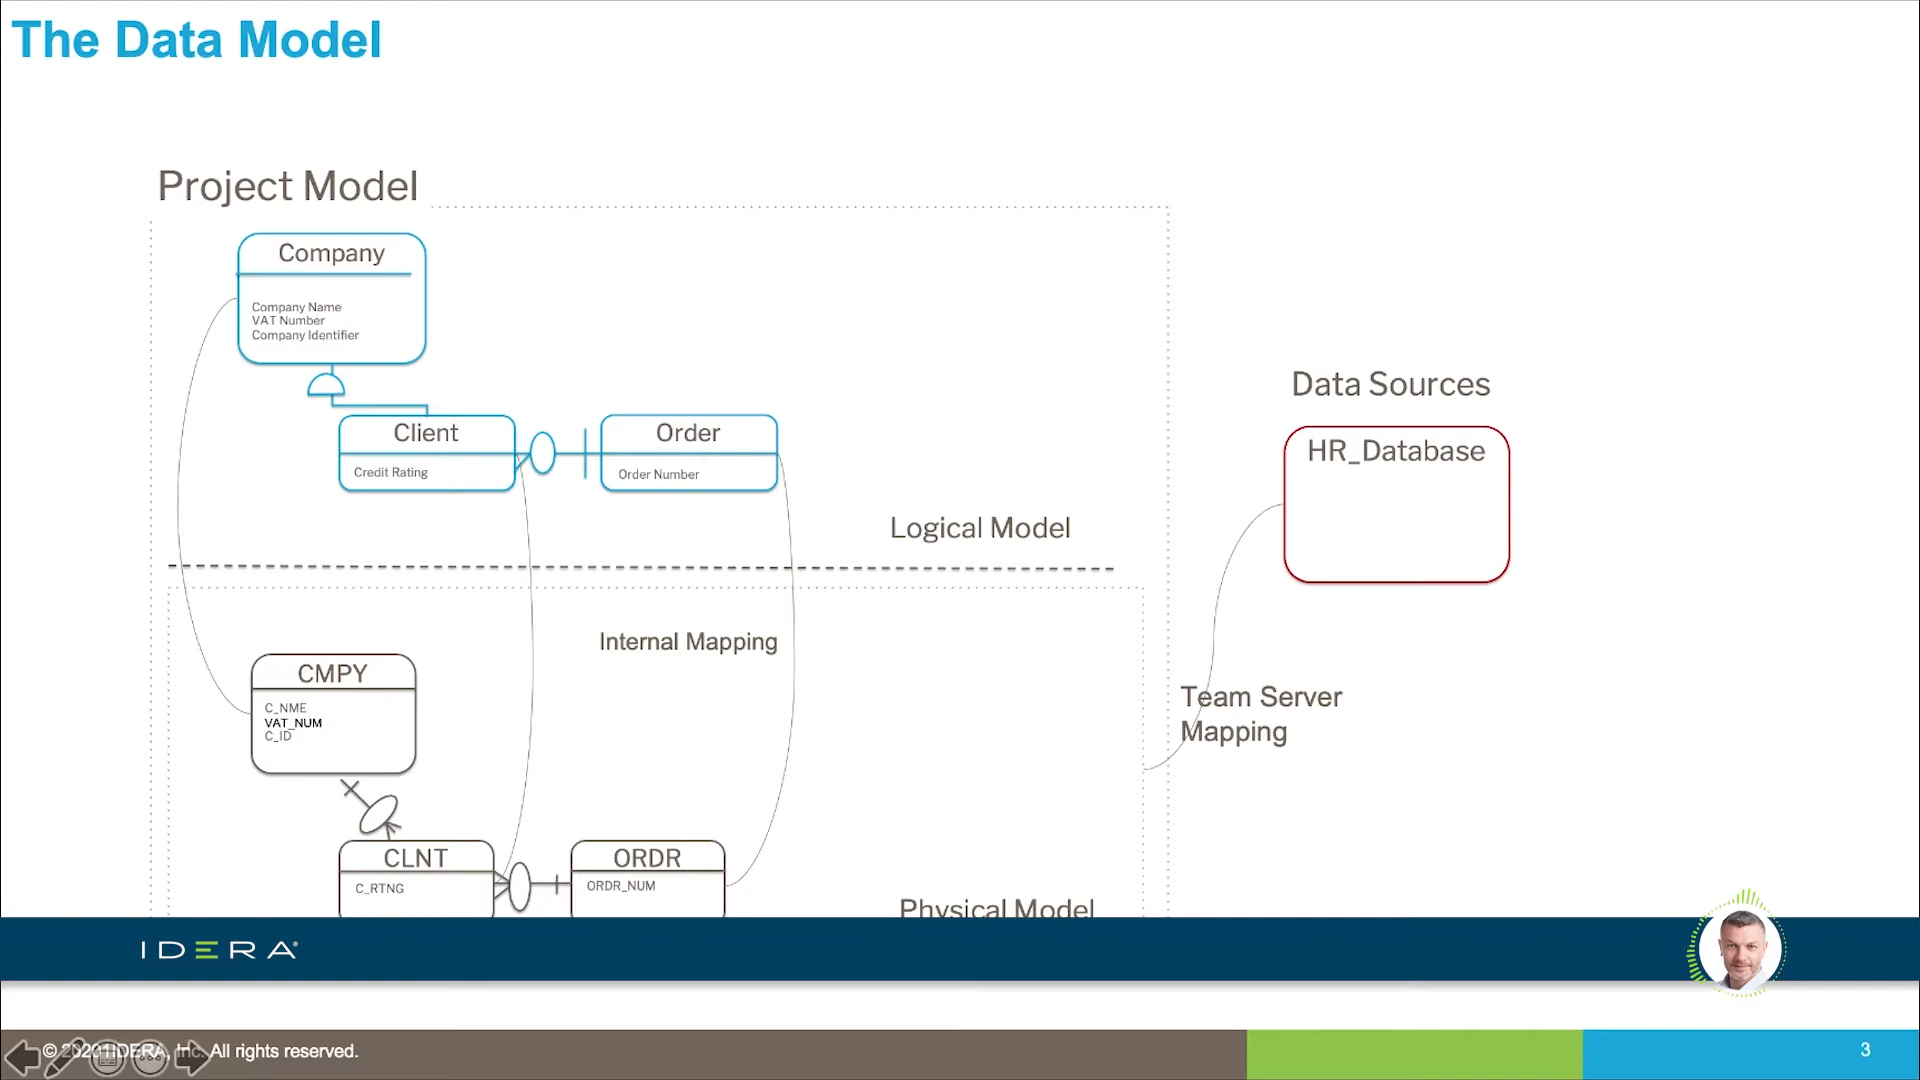 The Data Model
Project Model
Company
Company Name
VAT Number
Company Identifier
Client
Credit Rating
Order
Order Number
Logical Model
Data Sources
HR_Database
Internal Mapping
Team Server
Mapping
CMPY
C_NME
VAT_NUM
C_ID
CLNT
C_RTNG
ORDR
ORDR_NUM
Physical Model
IDERA
© IDERA, Inc. All rights reserved.
3